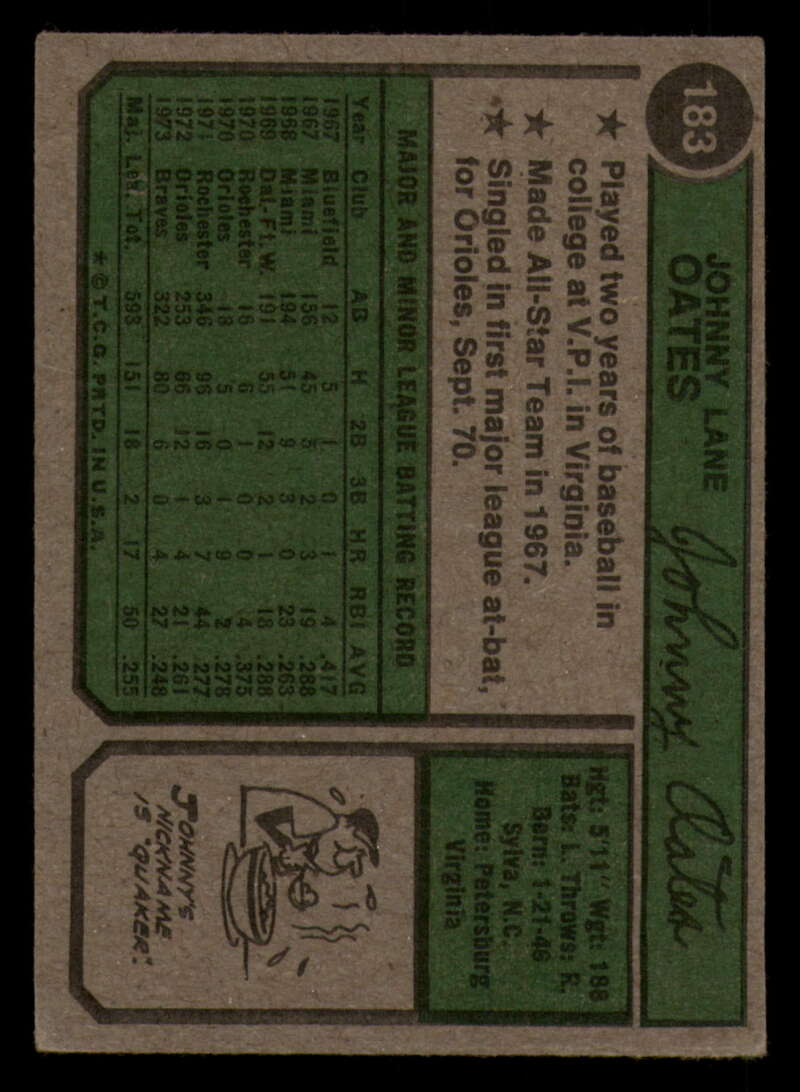 183
JOHNNY LANE
OATES
Johnny Oates
★ Played two years of baseball in
college at V.P.I. in Virginia.
★ Made All-Star Team in 1967.
★ Singled in first major league at-bat,
for Orioles, Sept. 70.
Hgt: 5'11" Wgt: 188
Bats: L. Throws: R.
Born: 1-21-46
Sylva, N.C.
Home: Petersburg
Virginia
MAJOR AND MINOR LEAGUE BATTING RECORD
Year Club AB H 2B 3B HR RBI AVG
1967 Bluefield 12 5 1 0 1 4 .417
1967 Miami 156 45 5 2 3 19 .288
1968 Miami 194 51 9 3 0 23 .263
1969 Dal.-Ft. W. 191 55 12 2 1 18 .288
1970 Rochester 16 6 1 0 0 4 .375
1970 Orioles 18 5 0 1 9 2 .278
1971 Rochester 346 96 16 3 7 44 .277
1972 Orioles 253 66 12 1 4 21 .261
1973 Braves 322 80 6 0 4 27 .248
Maj. Lea. Tot. 593 151 18 2 17 50 .255
* © T.C.G. PRTD. IN U.S.A.
JOHNNY'S
NICKNAME
IS "QUAKER".